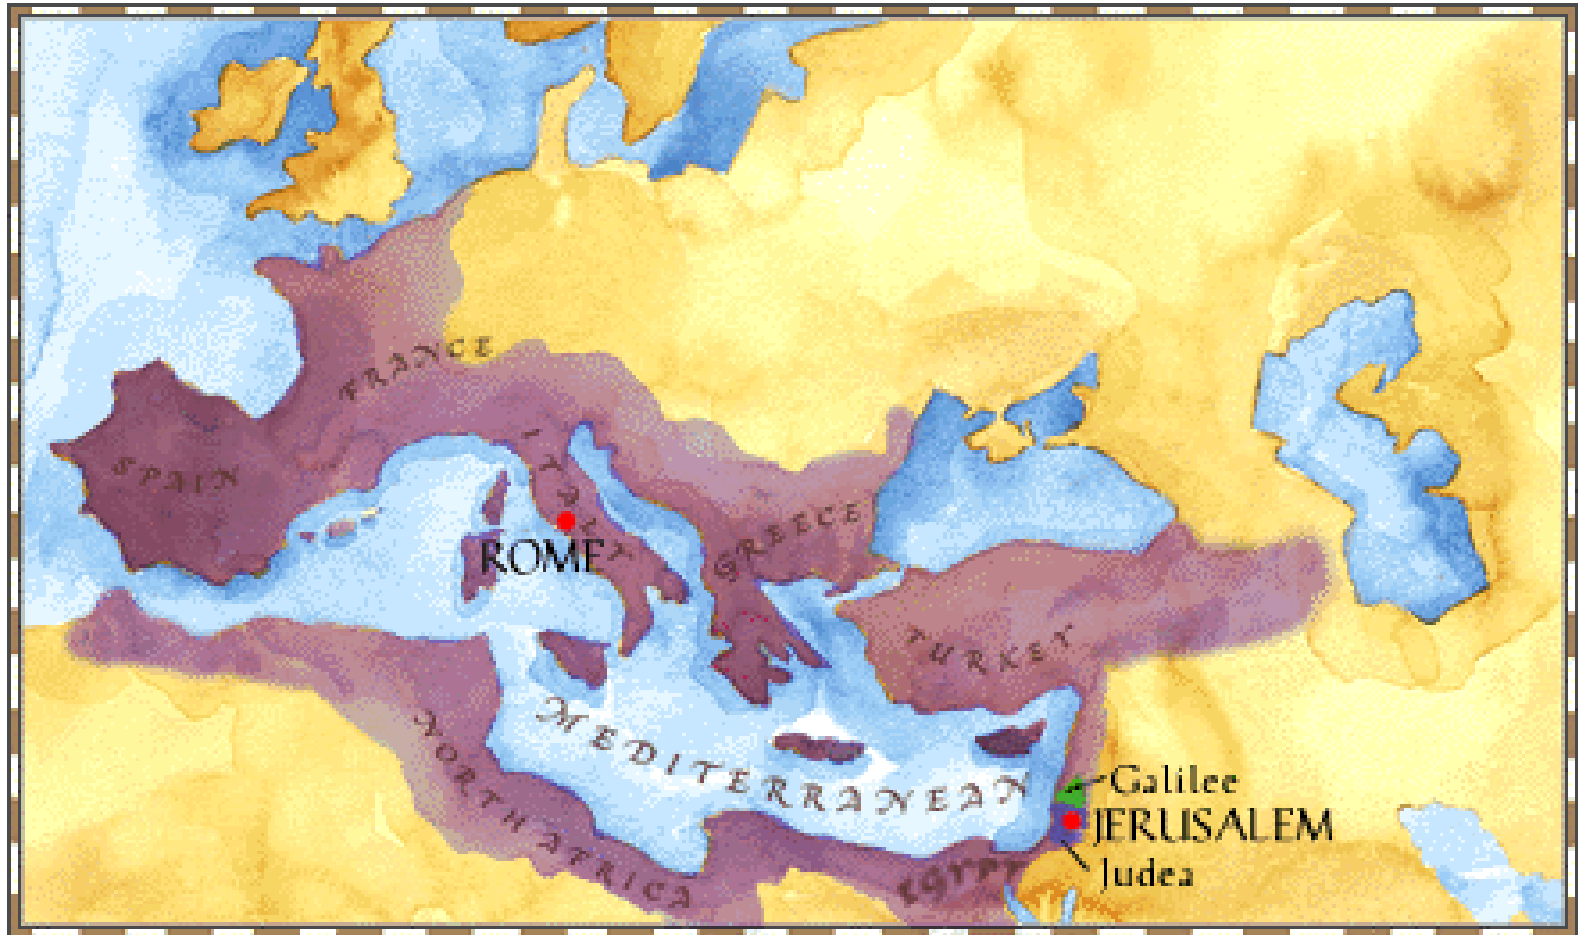 FRANCE
SPAIN
ITALY
ROME
GREECE
TURKEY
MEDITERRANEAN
NORTH AFRICA
EGYPT
Galilee
JERUSALEM
Judea